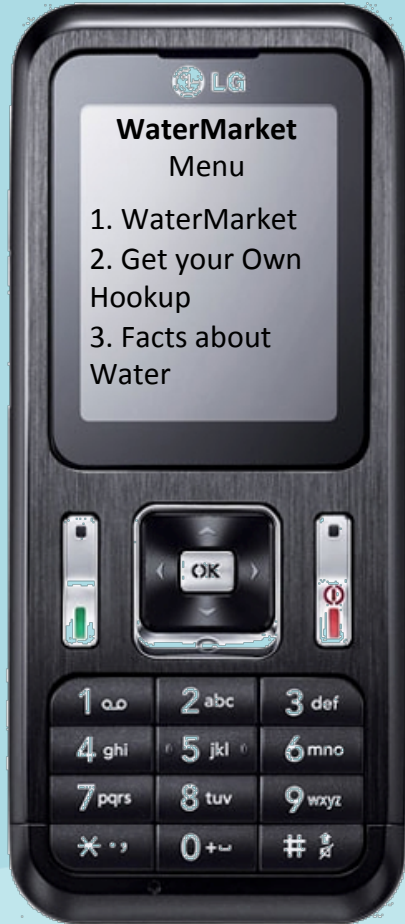 LG
WaterMarket
Menu
1. WaterMarket
2. Get your Own
Hookup
3. Facts about
Water
OK
1 2 abc 3 def
4 ghi 5 jkl 6 mno
7 pqrs 8 tuv 9 wxyz
* 0 + #